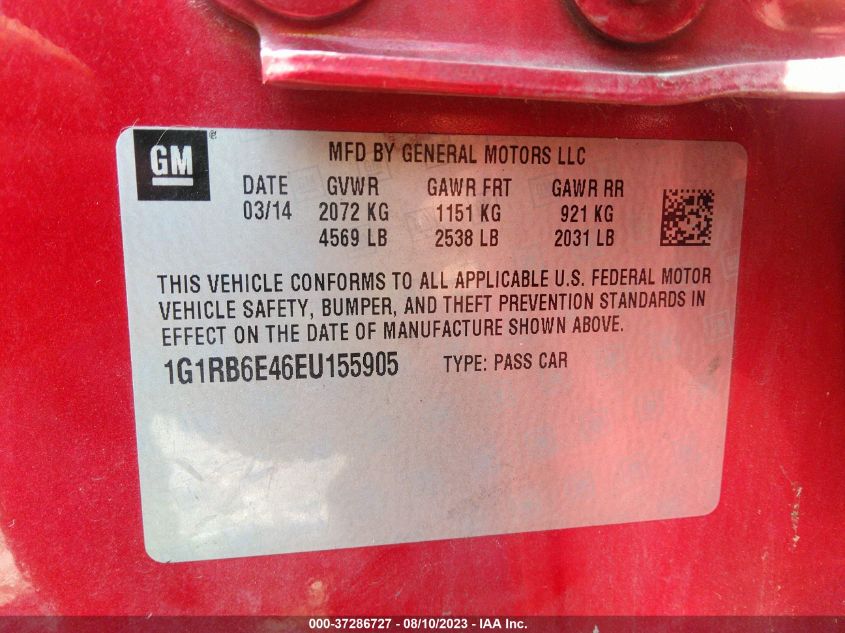 GM
MFD BY GENERAL MOTORS LLC
DATE GVWR GAWR FRT GAWR RR
03/14 2072 KG 1151 KG 921 KG
4569 LB 2538 LB 2031 LB
THIS VEHICLE CONFORMS TO ALL APPLICABLE U.S. FEDERAL MOTOR
VEHICLE SAFETY, BUMPER, AND THEFT PREVENTION STANDARDS IN
EFFECT ON THE DATE OF MANUFACTURE SHOWN ABOVE.
1G1RB6E46EU155905 TYPE: PASS CAR
000-37286727 - 08/10/2023 - IAA Inc.